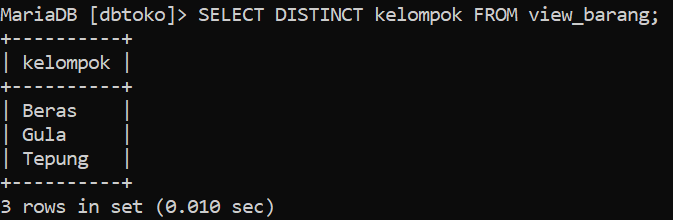 MariaDB [dbtoko]> SELECT DISTINCT kelompok FROM view_barang;
+----------+
| kelompok |
+----------+
| Beras    |
| Gula     |
| Tepung   |
+----------+
3 rows in set (0.010 sec)